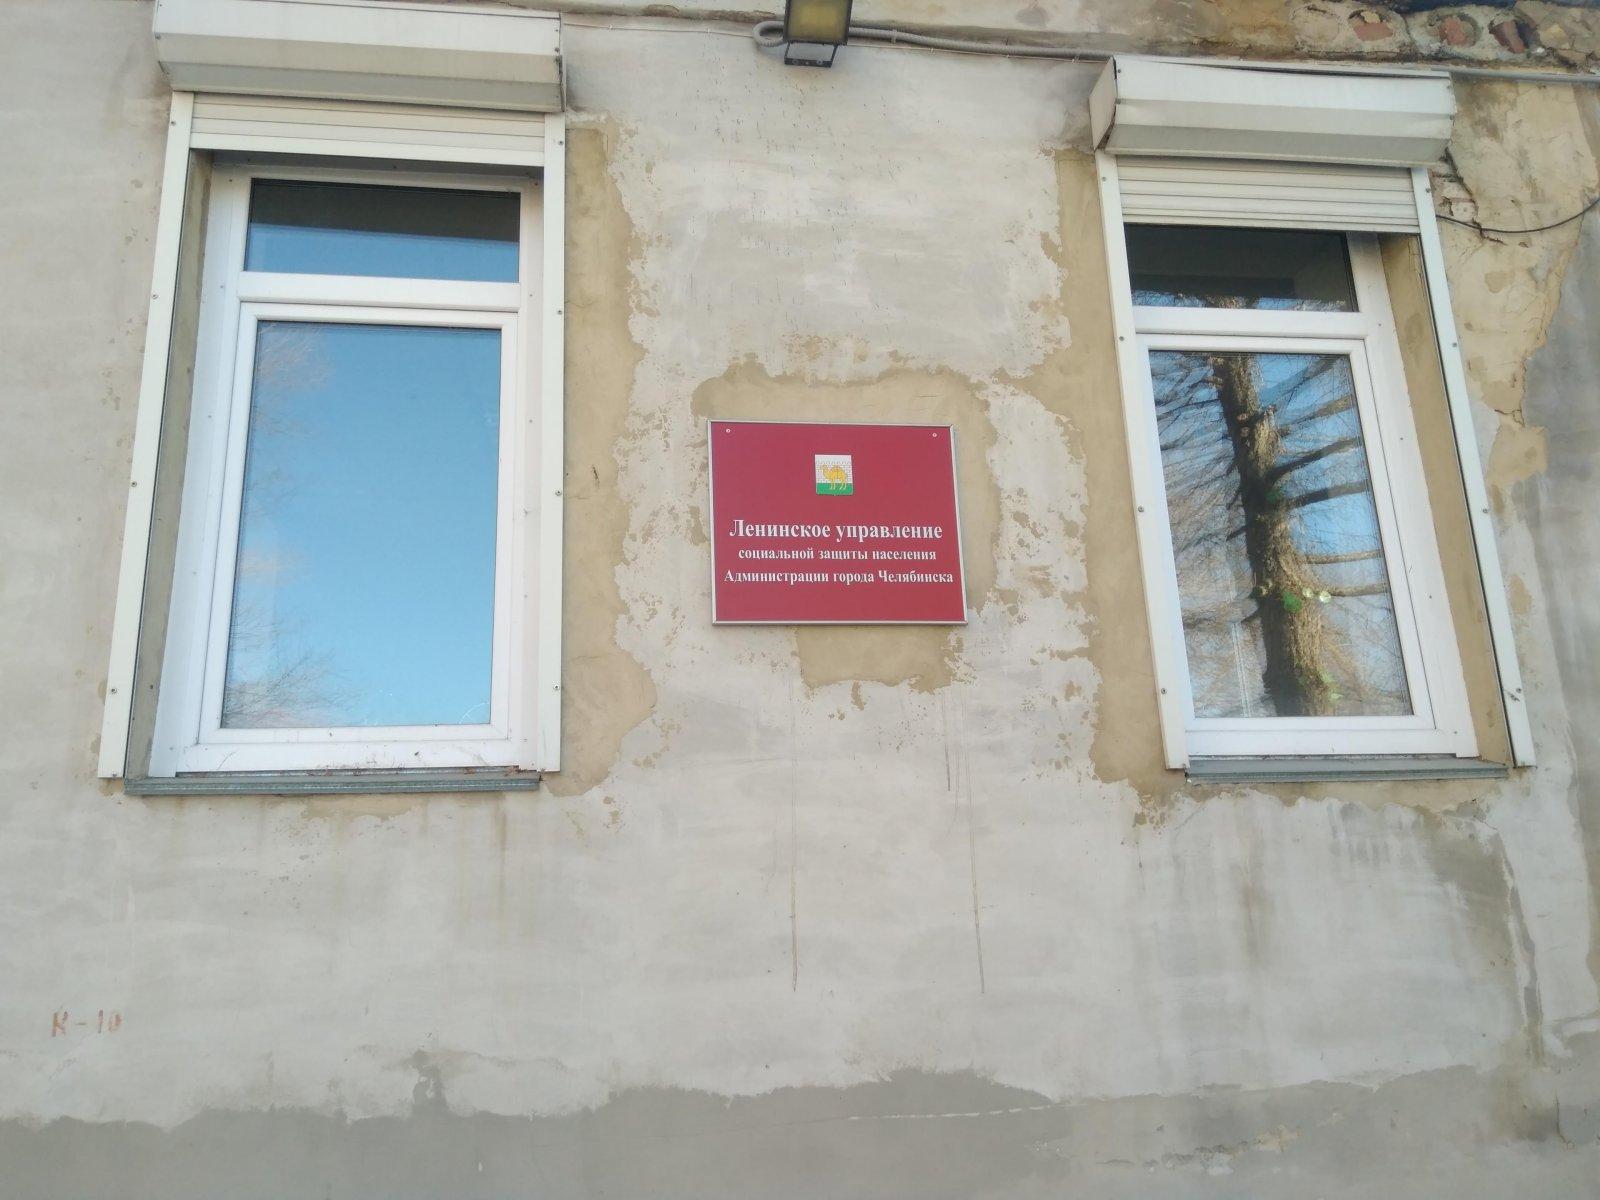 Ленинское управление
социальной защиты населения
Администрации города Челябинска
К-10